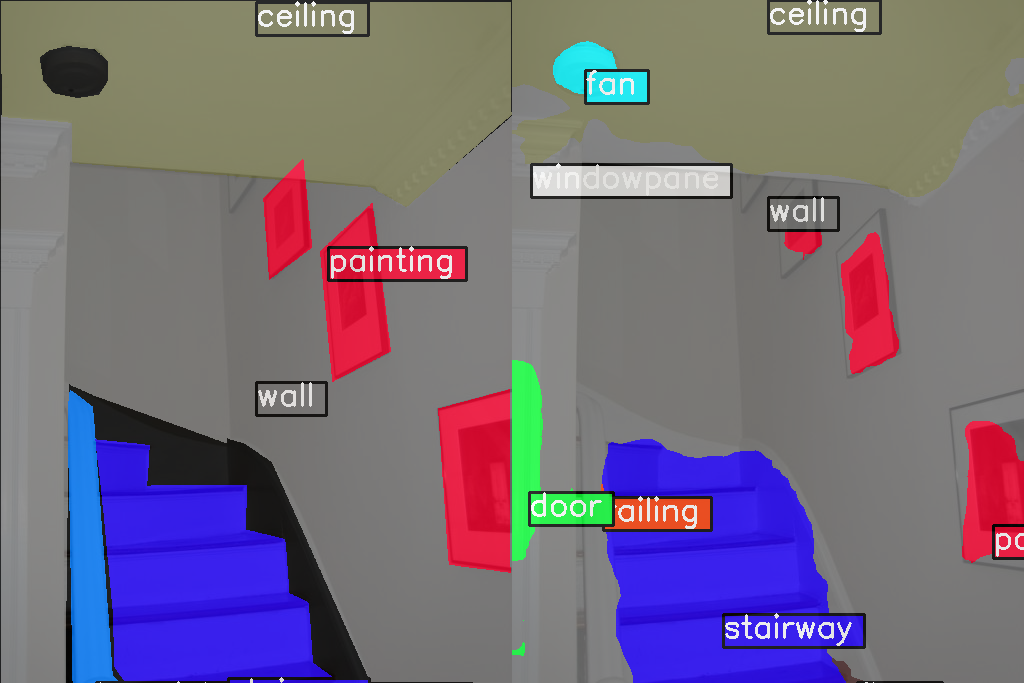 ceiling
painting
wall
ceiling
fan
windowpane
wall
door
railing
stairway